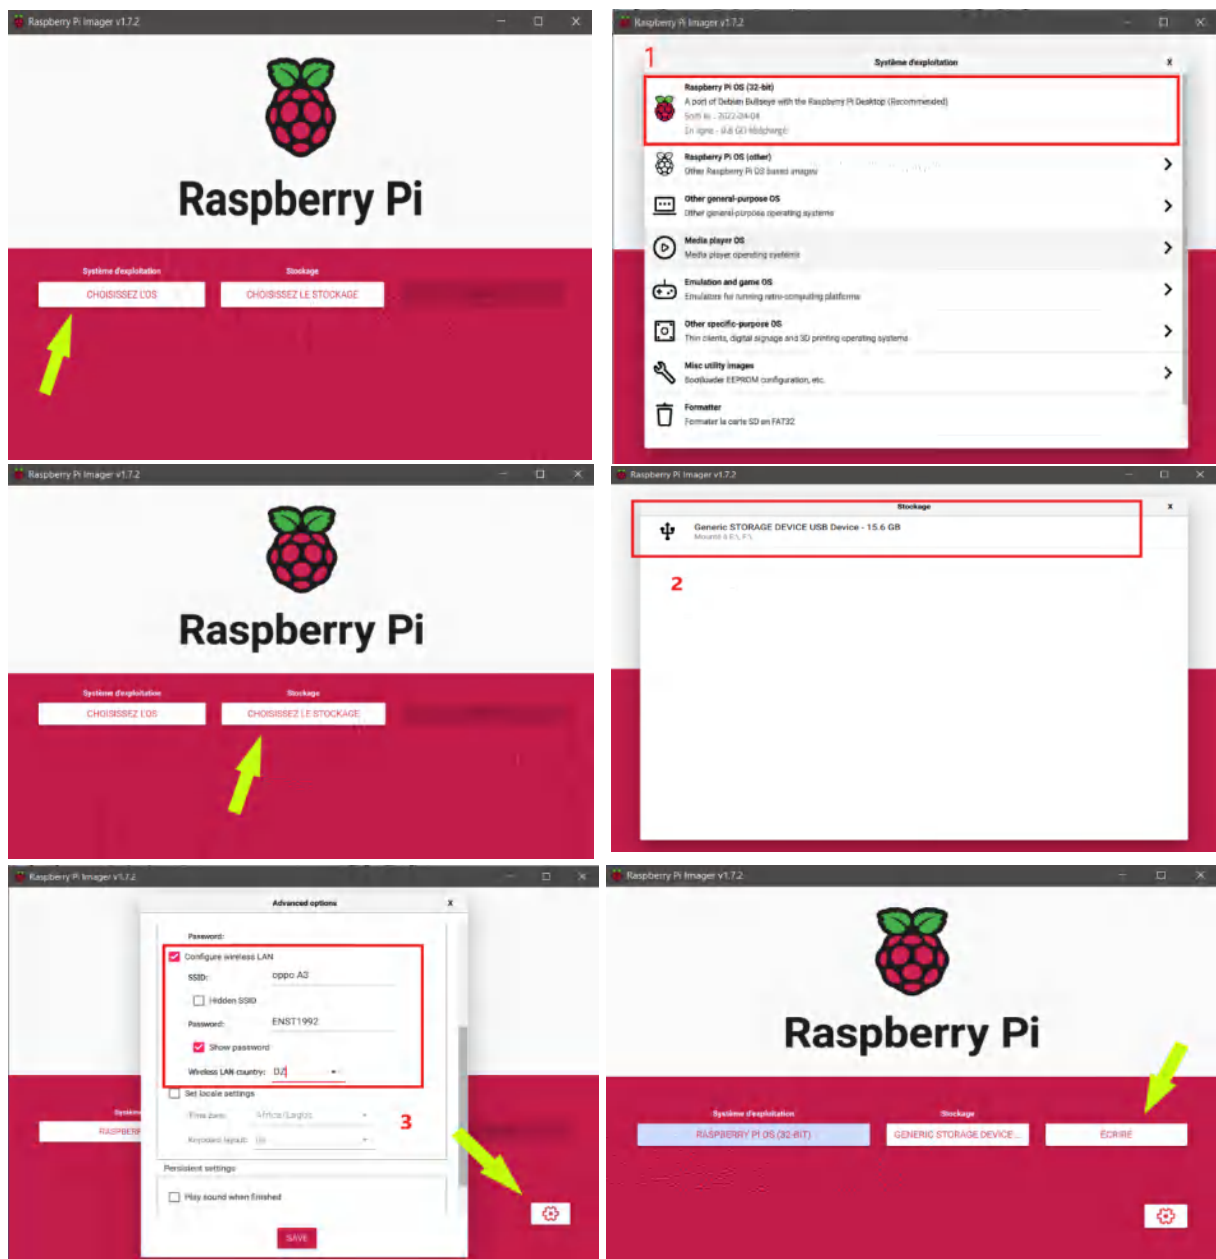 Raspberry Pi Imager v1.7.2
Raspberry Pi
Système d'exploitation
CHOISISSEZ L'OS
Stockage
CHOISISSEZ LE STOCKAGE
Raspberry Pi Imager v1.7.2
1
Système d'exploitation
X
Raspberry Pi OS (32-bit)
A port of Debian Bullseye with the Raspberry Pi Desktop (Recommended)
2022-04-04
Raspberry Pi OS (other)
Other Raspberry Pi OS based images
Other general-purpose OS
Other general-purpose operating systems
Media player OS
Media player operating systems
Emulation and game OS
Emulators for running retro-computing platforms
Other specific-purpose OS
Thin clients, digital signage and 3D printing operating systems
Misc utility images
Bootloader EEPROM configuration, etc.
Formatter
Formater la carte SD en FAT32
Raspberry Pi Imager v1.7.2
Raspberry Pi
Système d'exploitation
CHOISISSEZ L'OS
Stockage
CHOISISSEZ LE STOCKAGE
Raspberry Pi Imager v1.7.2
Stockage
X
Generic STORAGE DEVICE USB Device - 15.6 GB
2
Raspberry Pi Imager v1.7.2
Advanced options
X
Password:
Configure wireless LAN
SSID: oppo A3
Hidden SSID
Password: ENST1992
Show password
Wireless LAN country: DZ
Set locale settings
Time zone:
Keyboard layout: us
3
Persistent settings
Play sound when finished
SAVE
Raspberry Pi Imager v1.7.2
Raspberry Pi
Système d'exploitation
RASPBERRY PI OS (32-BIT)
Stockage
GENERIC STORAGE DEVICE ...
ÉCRIRE